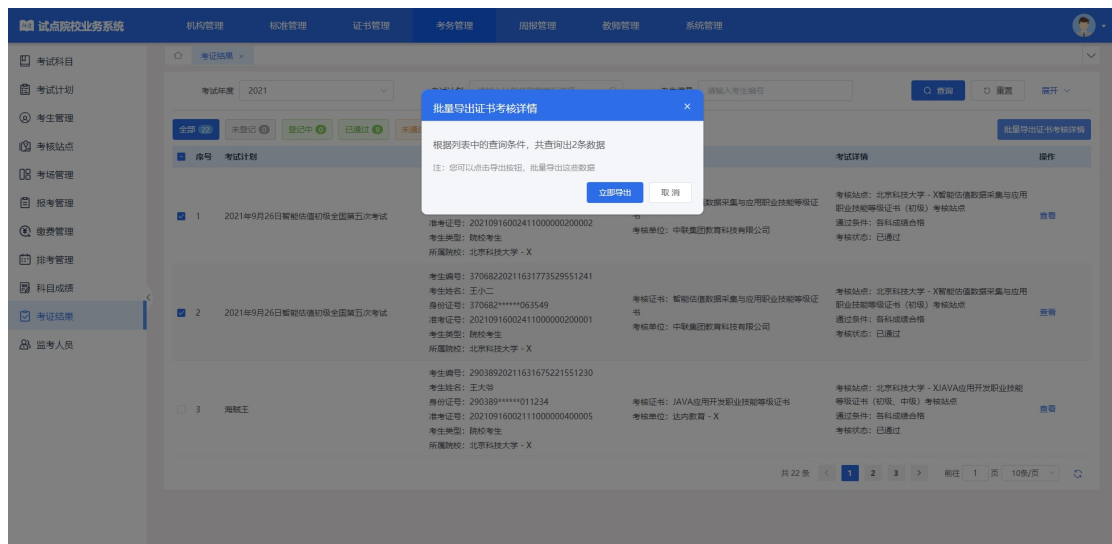 试点院校业务系统
机构管理
标准管理
证书管理
考务管理
周报管理
教师管理
系统管理
考试科目
考试计划
考生管理
考核站点
考场管理
报考管理
缴费管理
排考管理
科目成绩
考证结果
监考人员
考证结果 ×
考试年度 2021
请输入考生编号
查询
重置
展开
全部 22
未登记 0
登记中 0
已通过
批量导出证书考核详情
序号 考试计划 考试详情 操作
批量导出证书考核详情 ×
根据列表中的查询条件，共查询出2条数据
注：您可以点击导出按钮，批量导出这些数据
立即导出
取消
1 2021年9月26日智能估值初级全国第五次考试
准考证号：20210916002411000000200002
考生类型：院校考生
所属院校：北京科技大学 - X
数据采集与应用职业技能等级证
书
考核单位：中联集团教育科技有限公司
考核站点：北京科技大学 - X智能估值数据采集与应用
职业技能等级证书（初级）考核站点
通过条件：各科成绩合格
考核状态：已通过
查看
2 2021年9月26日智能估值初级全国第五次考试
考生编号：37068220211631773529551241
考生姓名：王小二
身份证号：370682******063549
准考证号：20210916002411000000200001
考生类型：院校考生
所属院校：北京科技大学 - X
考核证书：智能估值数据采集与应用职业技能等级证
书
考核单位：中联集团教育科技有限公司
考核站点：北京科技大学 - X智能估值数据采集与应用
职业技能等级证书（初级）考核站点
通过条件：各科成绩合格
考核状态：已通过
查看
3 海贼王
考生编号：29038920211631675221551230
考生姓名：王大爷
身份证号：290389******011234
准考证号：20210916002111000000400005
考生类型：院校考生
所属院校：北京科技大学 - X
考核证书：JAVA应用开发职业技能等级证书
考核单位：达内教育 - X
考核站点：北京科技大学 - XJAVA应用开发职业技能
等级证书（初级、中级）考核站点
通过条件：各科成绩合格
考核状态：已通过
查看
共 22 条 1 2 3 前往 1 页 10条/页